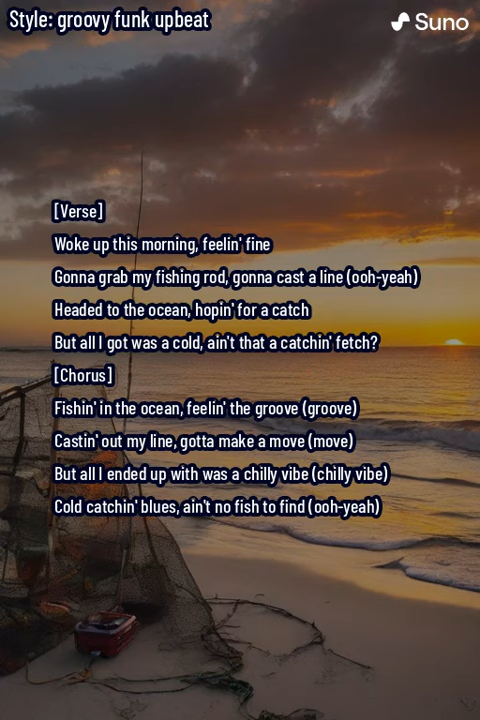 Style: groovy funk upbeat
Suno
[Verse]
Woke up this morning, feelin' fine
Gonna grab my fishing rod, gonna cast a line (ooh-yeah)
Headed to the ocean, hopin' for a catch
But all I got was a cold, ain't that a catchin' fetch?
[Chorus]
Fishin' in the ocean, feelin' the groove (groove)
Castin' out my line, gotta make a move (move)
But all I ended up with was a chilly vibe (chilly vibe)
Cold catchin' blues, ain't no fish to find (ooh-yeah)